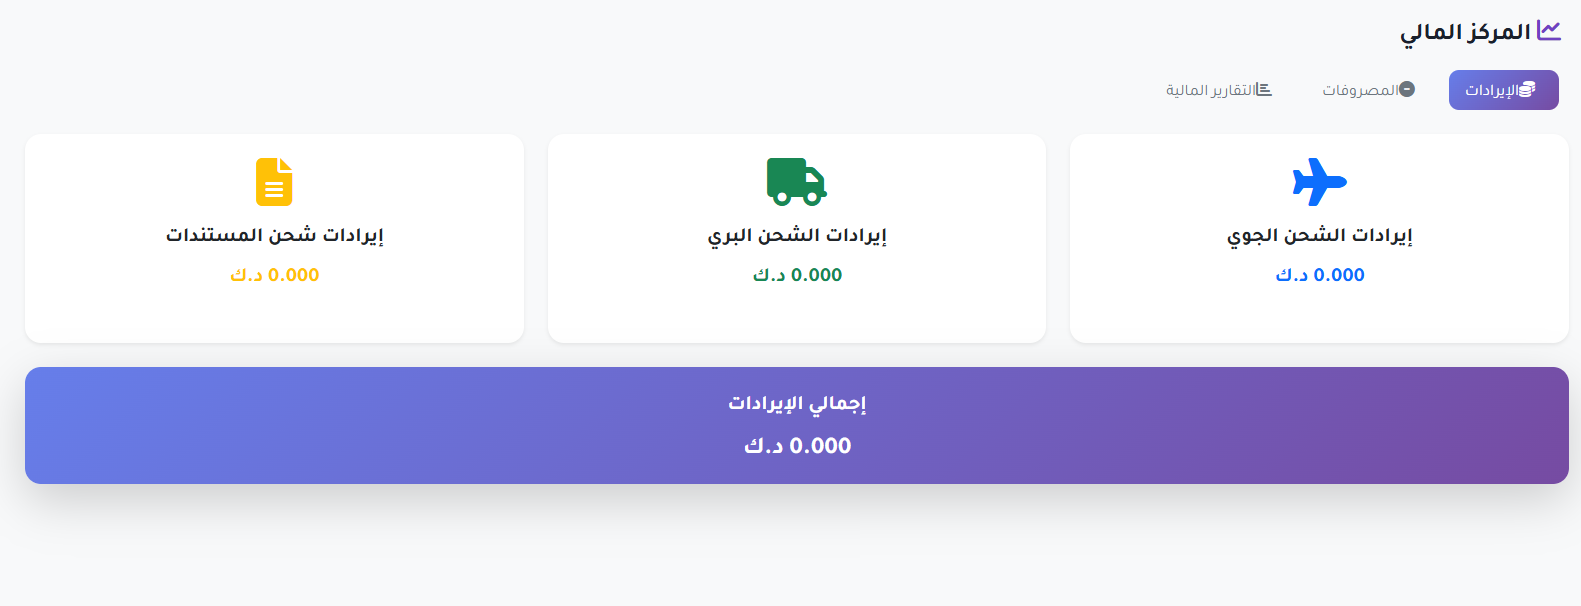 المركز المالي
الإيرادات
المصروفات
التقارير المالية
إيرادات الشحن الجوي
0.000 د.ك
إيرادات الشحن البري
0.000 د.ك
إيرادات شحن المستندات
0.000 د.ك
إجمالي الإيرادات
0.000 د.ك